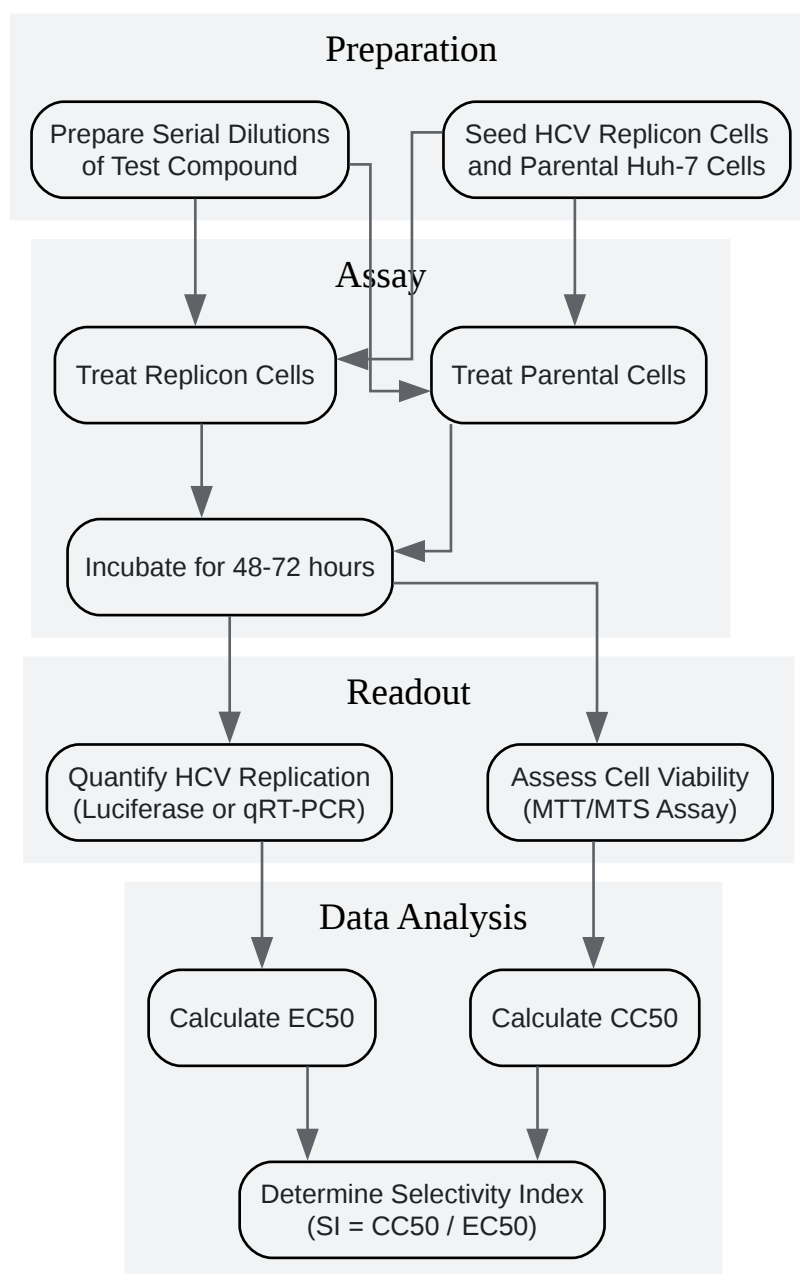 Preparation
Prepare Serial Dilutions
of Test Compound
Seed HCV Replicon Cells
and Parental Huh-7 Cells
Assay
Treat Replicon Cells
Treat Parental Cells
Incubate for 48-72 hours
Readout
Quantify HCV Replication
(Luciferase or qRT-PCR)
Assess Cell Viability
(MTT/MTS Assay)
Data Analysis
Calculate EC50
Calculate CC50
Determine Selectivity Index
(SI = CC50 / EC50)